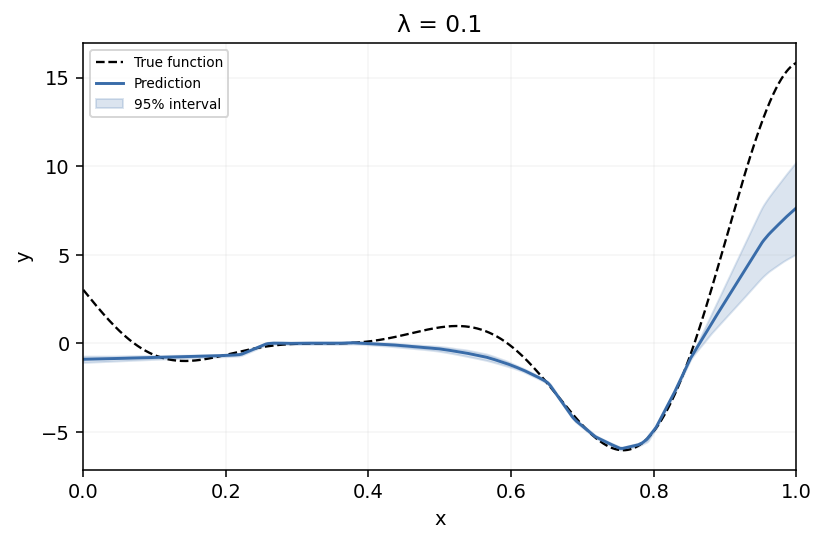 λ = 0.1
True function
Prediction
95% interval
y
15
10
5
0
−5
0.0 0.2 0.4 0.6 0.8 1.0
x